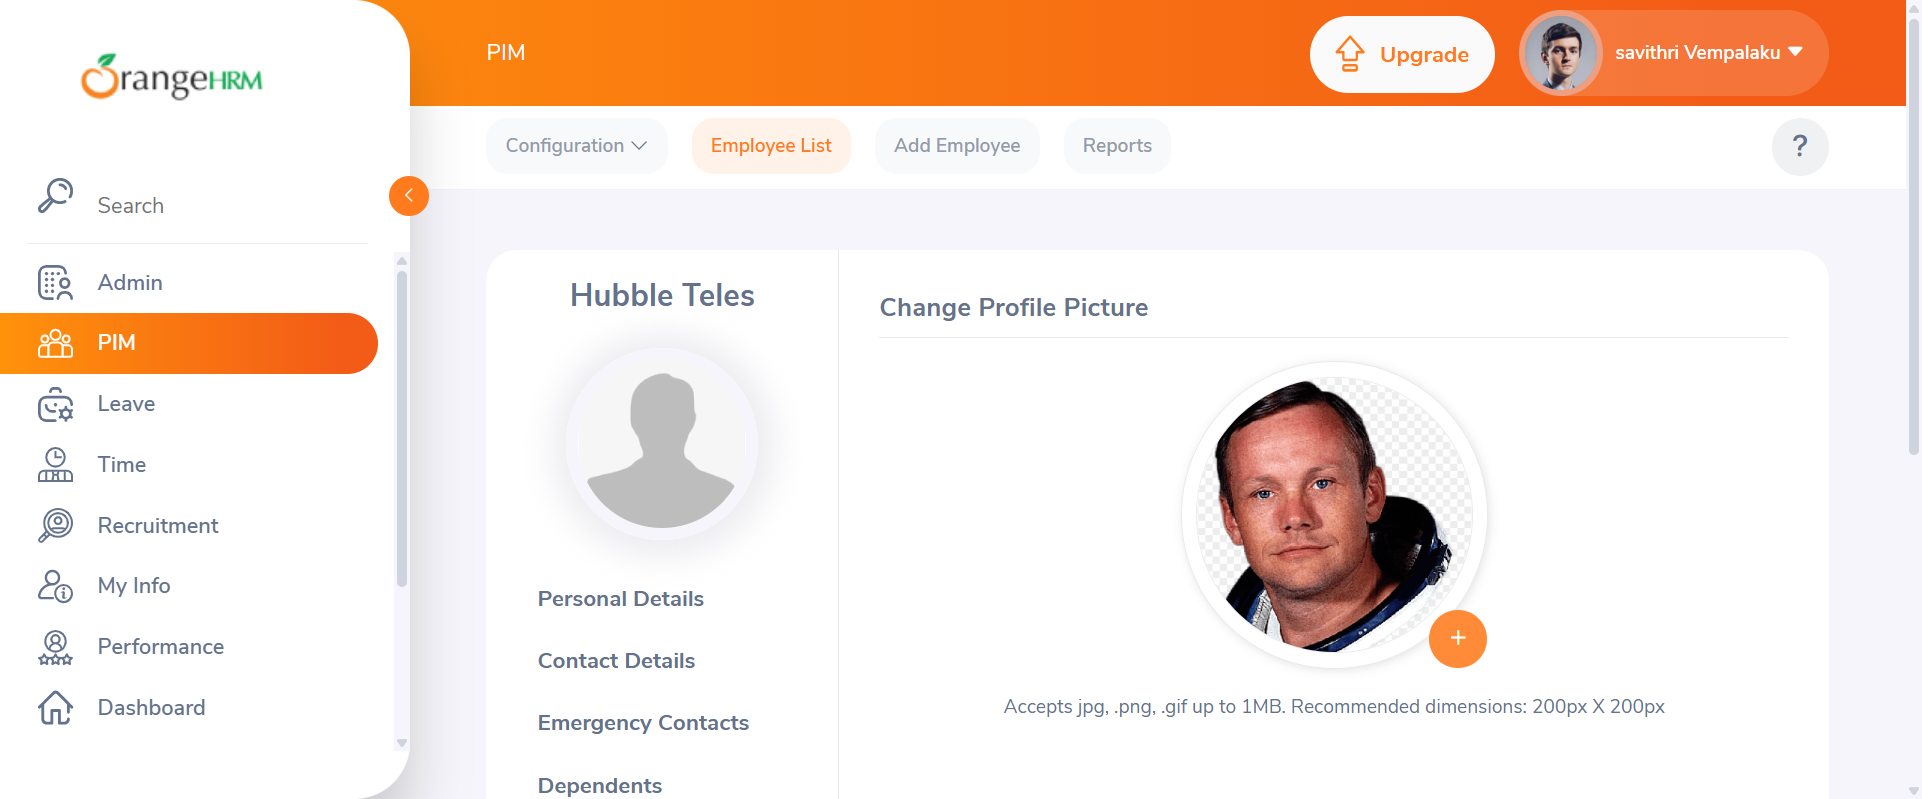 OrangeHRM
PIM
Upgrade
savithri Vempalaku
Configuration
Employee List
Add Employee
Reports
?
Search
Admin
PIM
Leave
Time
Recruitment
My Info
Performance
Dashboard
Hubble Teles
Personal Details
Contact Details
Emergency Contacts
Dependents
Change Profile Picture
+
Accepts jpg, .png, .gif up to 1MB. Recommended dimensions: 200px X 200px